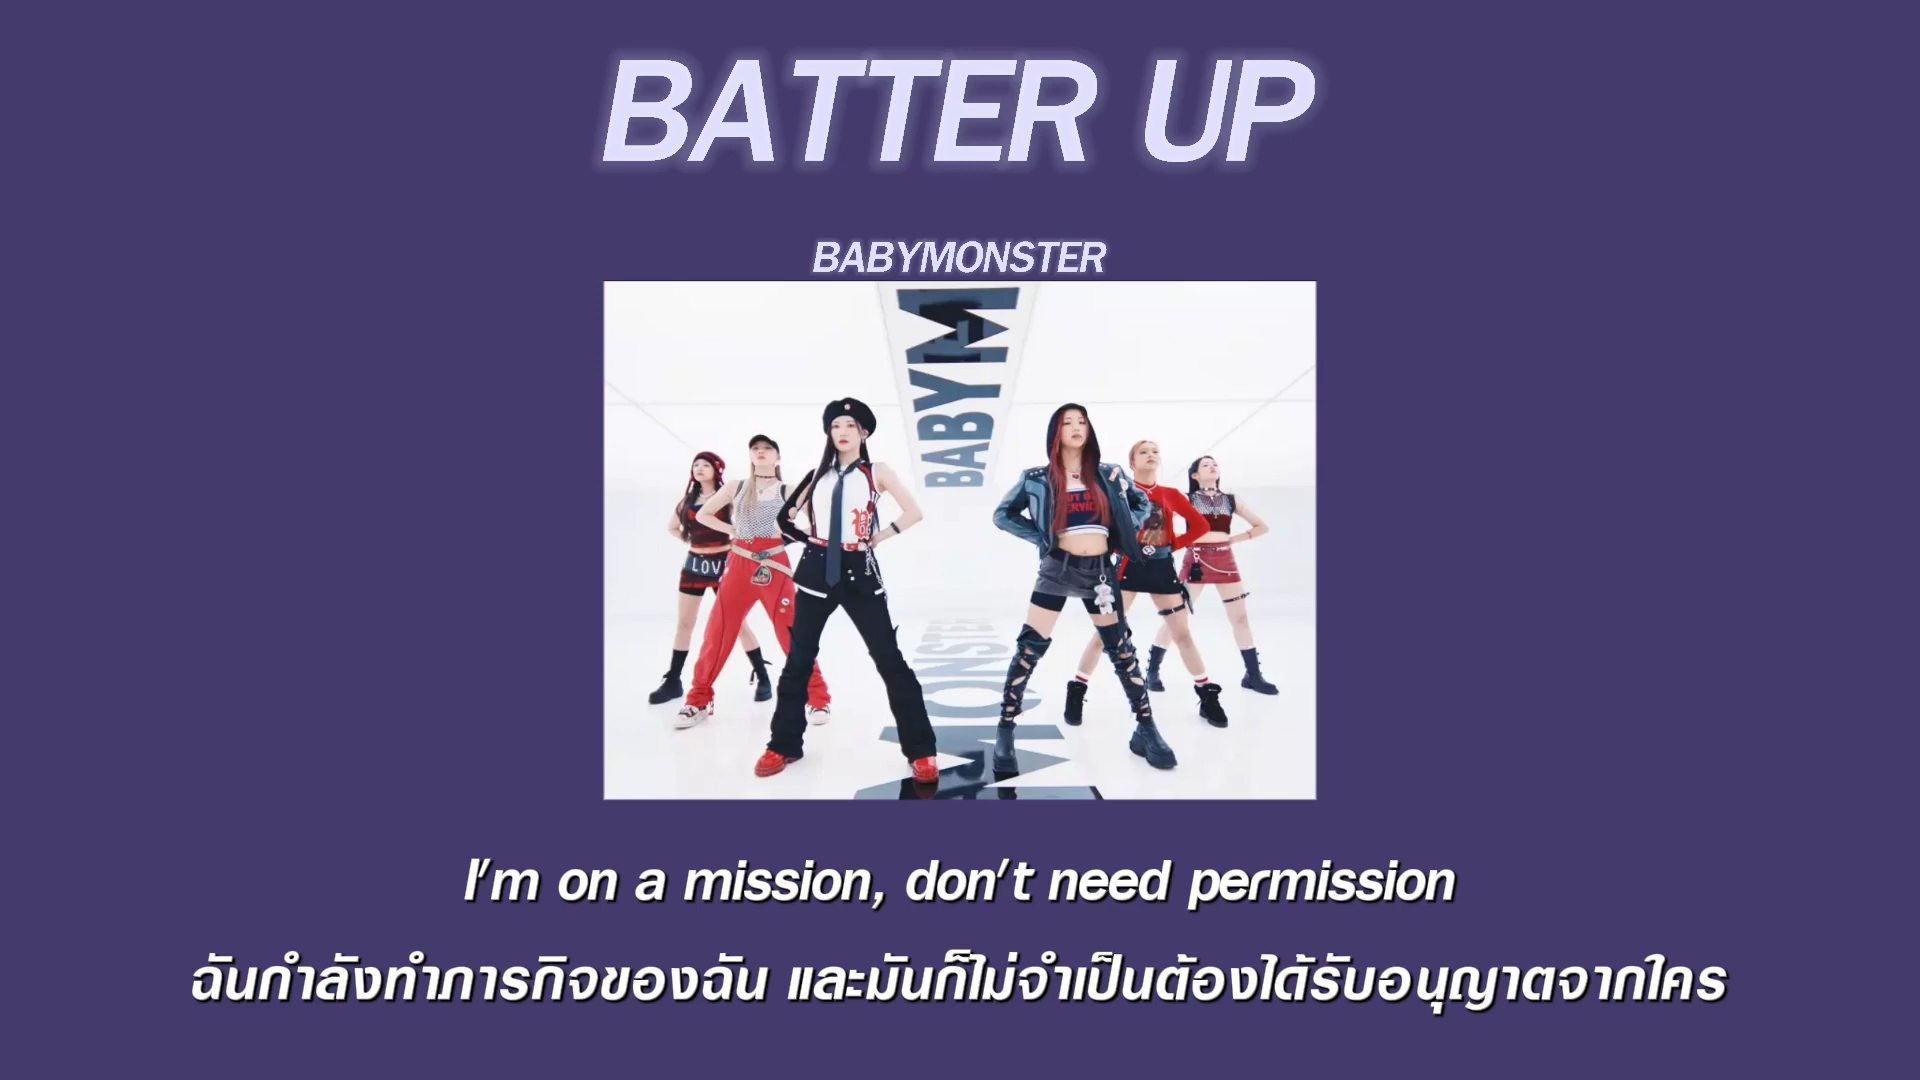 BATTER UP
BABYMONSTER
BABYM
MONSTER
LOV
I'm on a mission, don't need permission
ฉันกำลังทำภารกิจของฉัน และมันก็ไม่จำเป็นต้องได้รับอนุญาตจากใคร